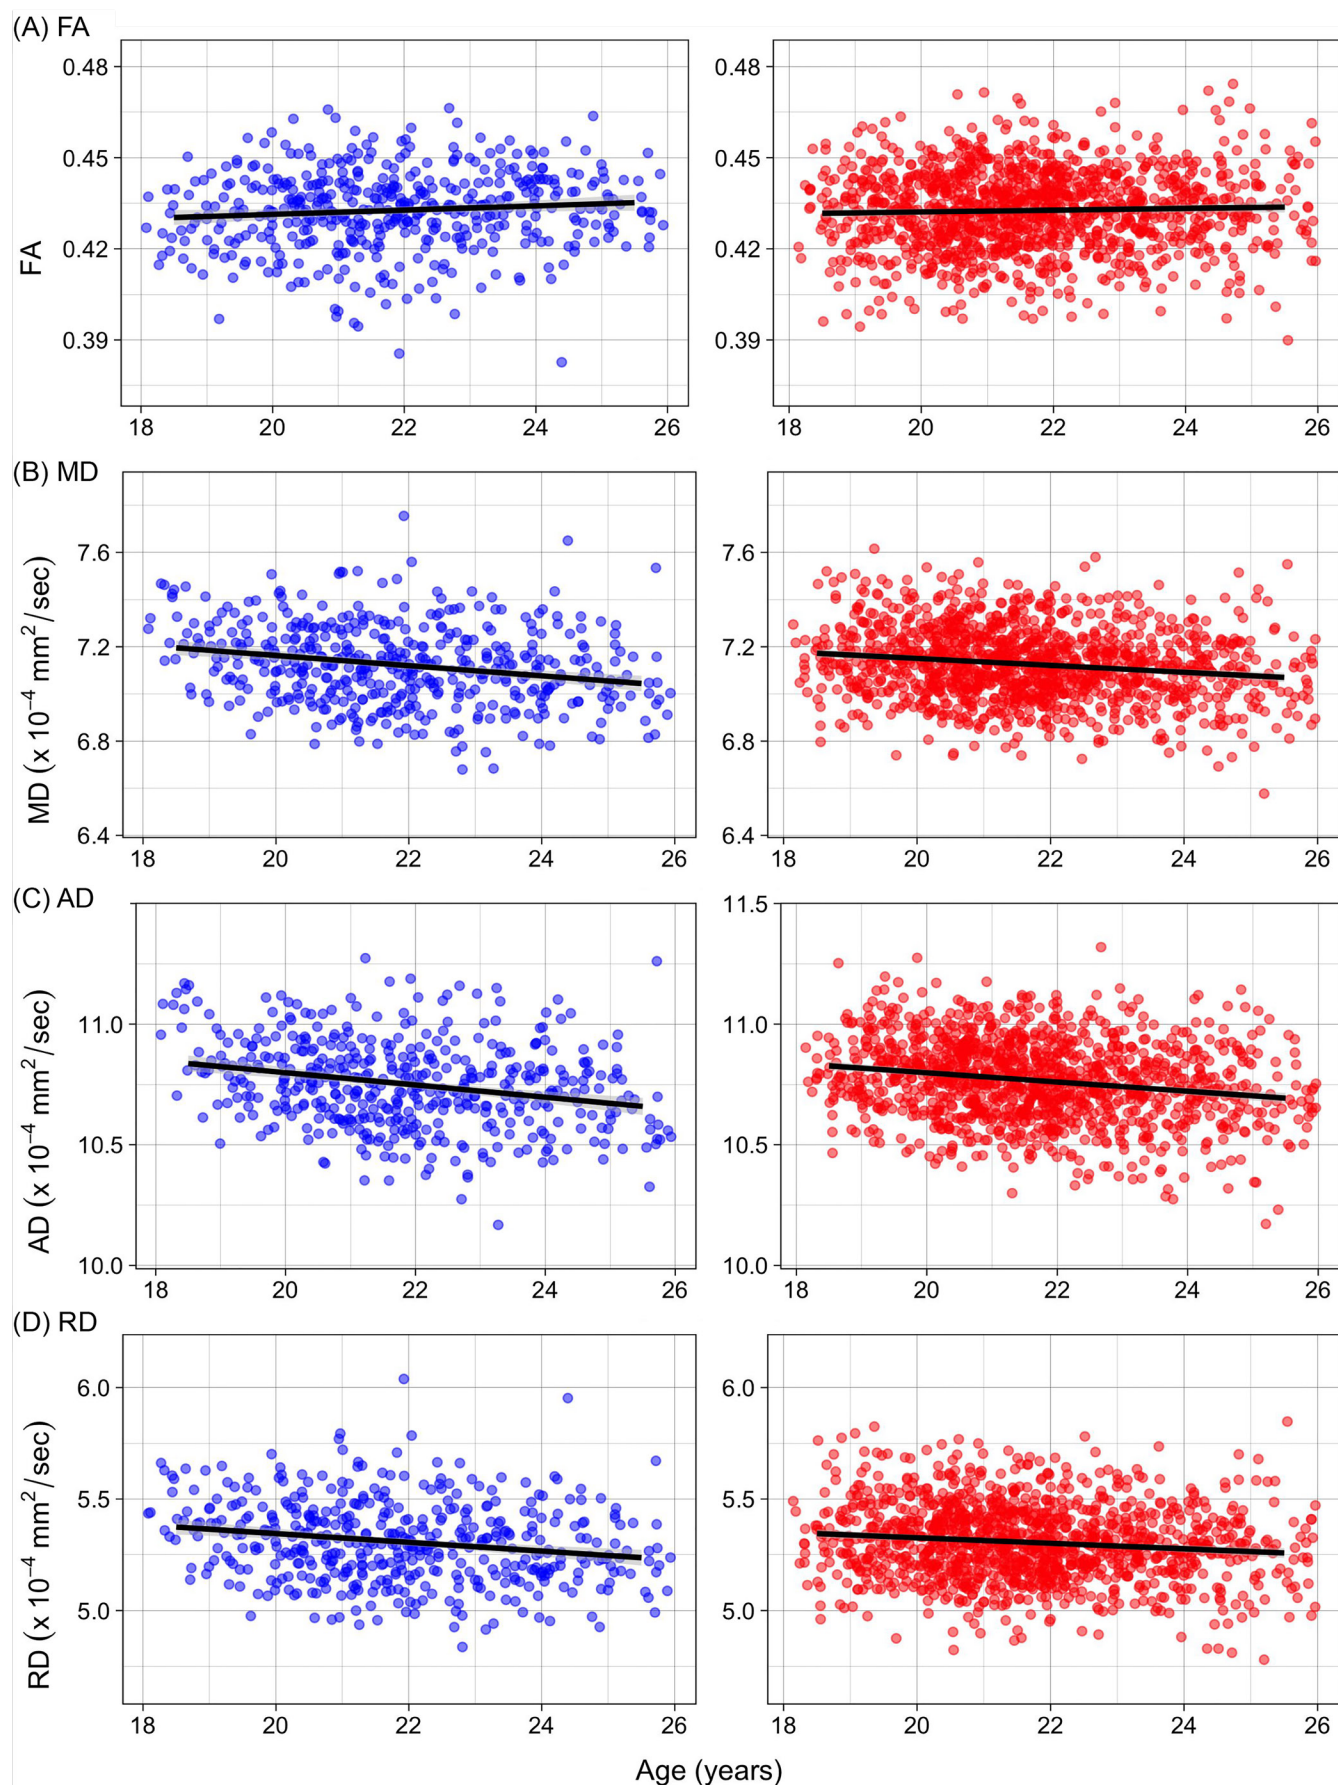 (A) FA
0.48
0.45
0.42
0.39
FA
18 20 22 24 26
0.48
0.45
0.42
0.39
18 20 22 24 26
(B) MD
7.6
7.2
6.8
6.4
MD (x 10⁻⁴ mm²/sec)
18 20 22 24 26
7.6
7.2
6.8
6.4
18 20 22 24 26
(C) AD
11.0
10.5
10.0
AD (x 10⁻⁴ mm²/sec)
18 20 22 24 26
11.5
11.0
10.5
10.0
18 20 22 24 26
(D) RD
6.0
5.5
5.0
RD (x 10⁻⁴ mm²/sec)
18 20 22 24 26
6.0
5.5
5.0
18 20 22 24 26
Age (years)